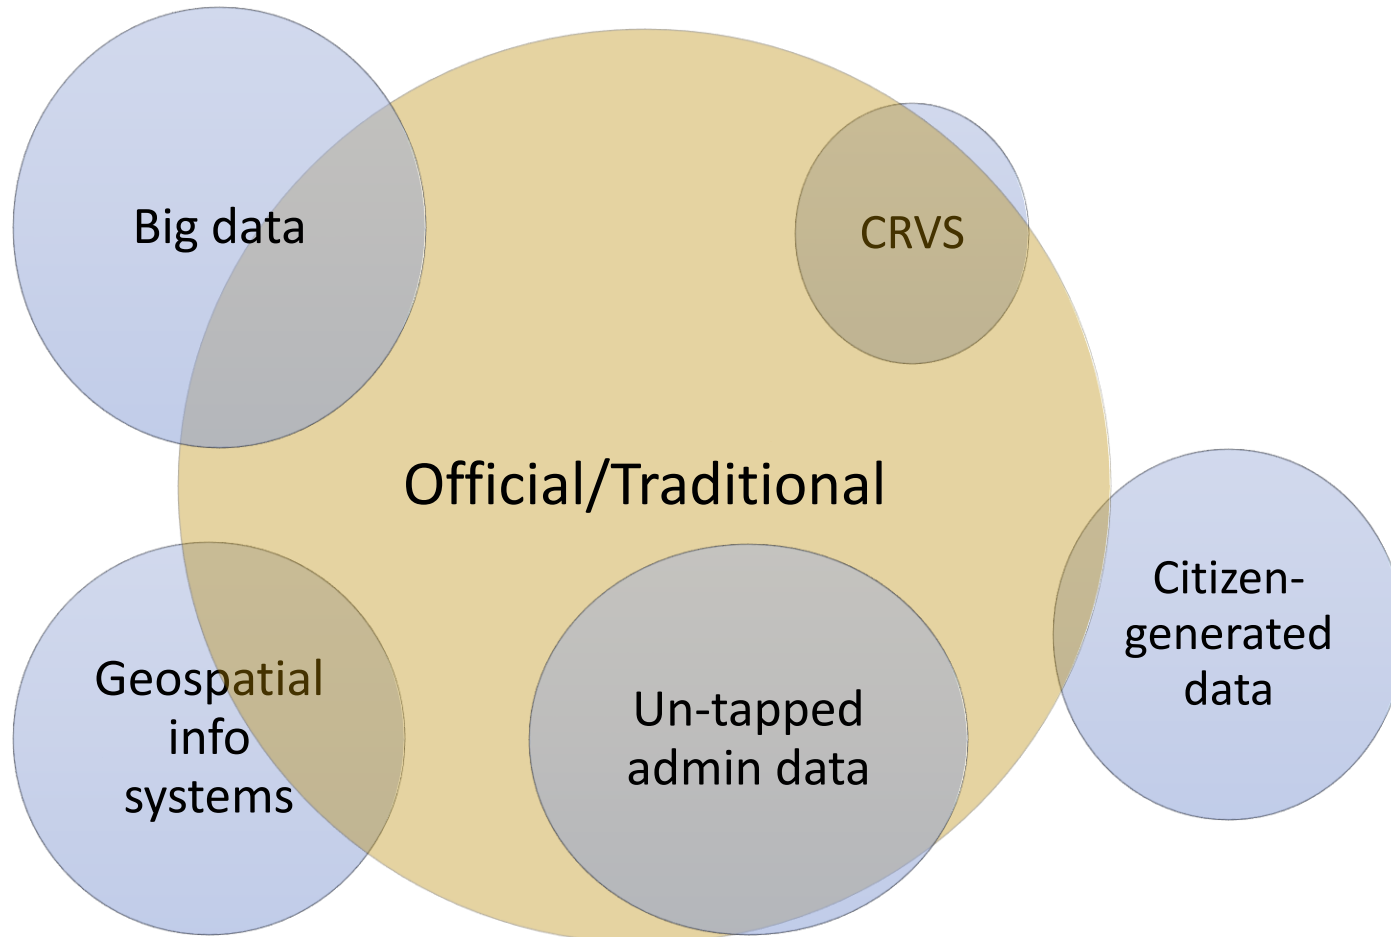 Big data
CRVS
Official/Traditional
Citizen-
generated
data
Geospatial
info
systems
Un-tapped
admin data